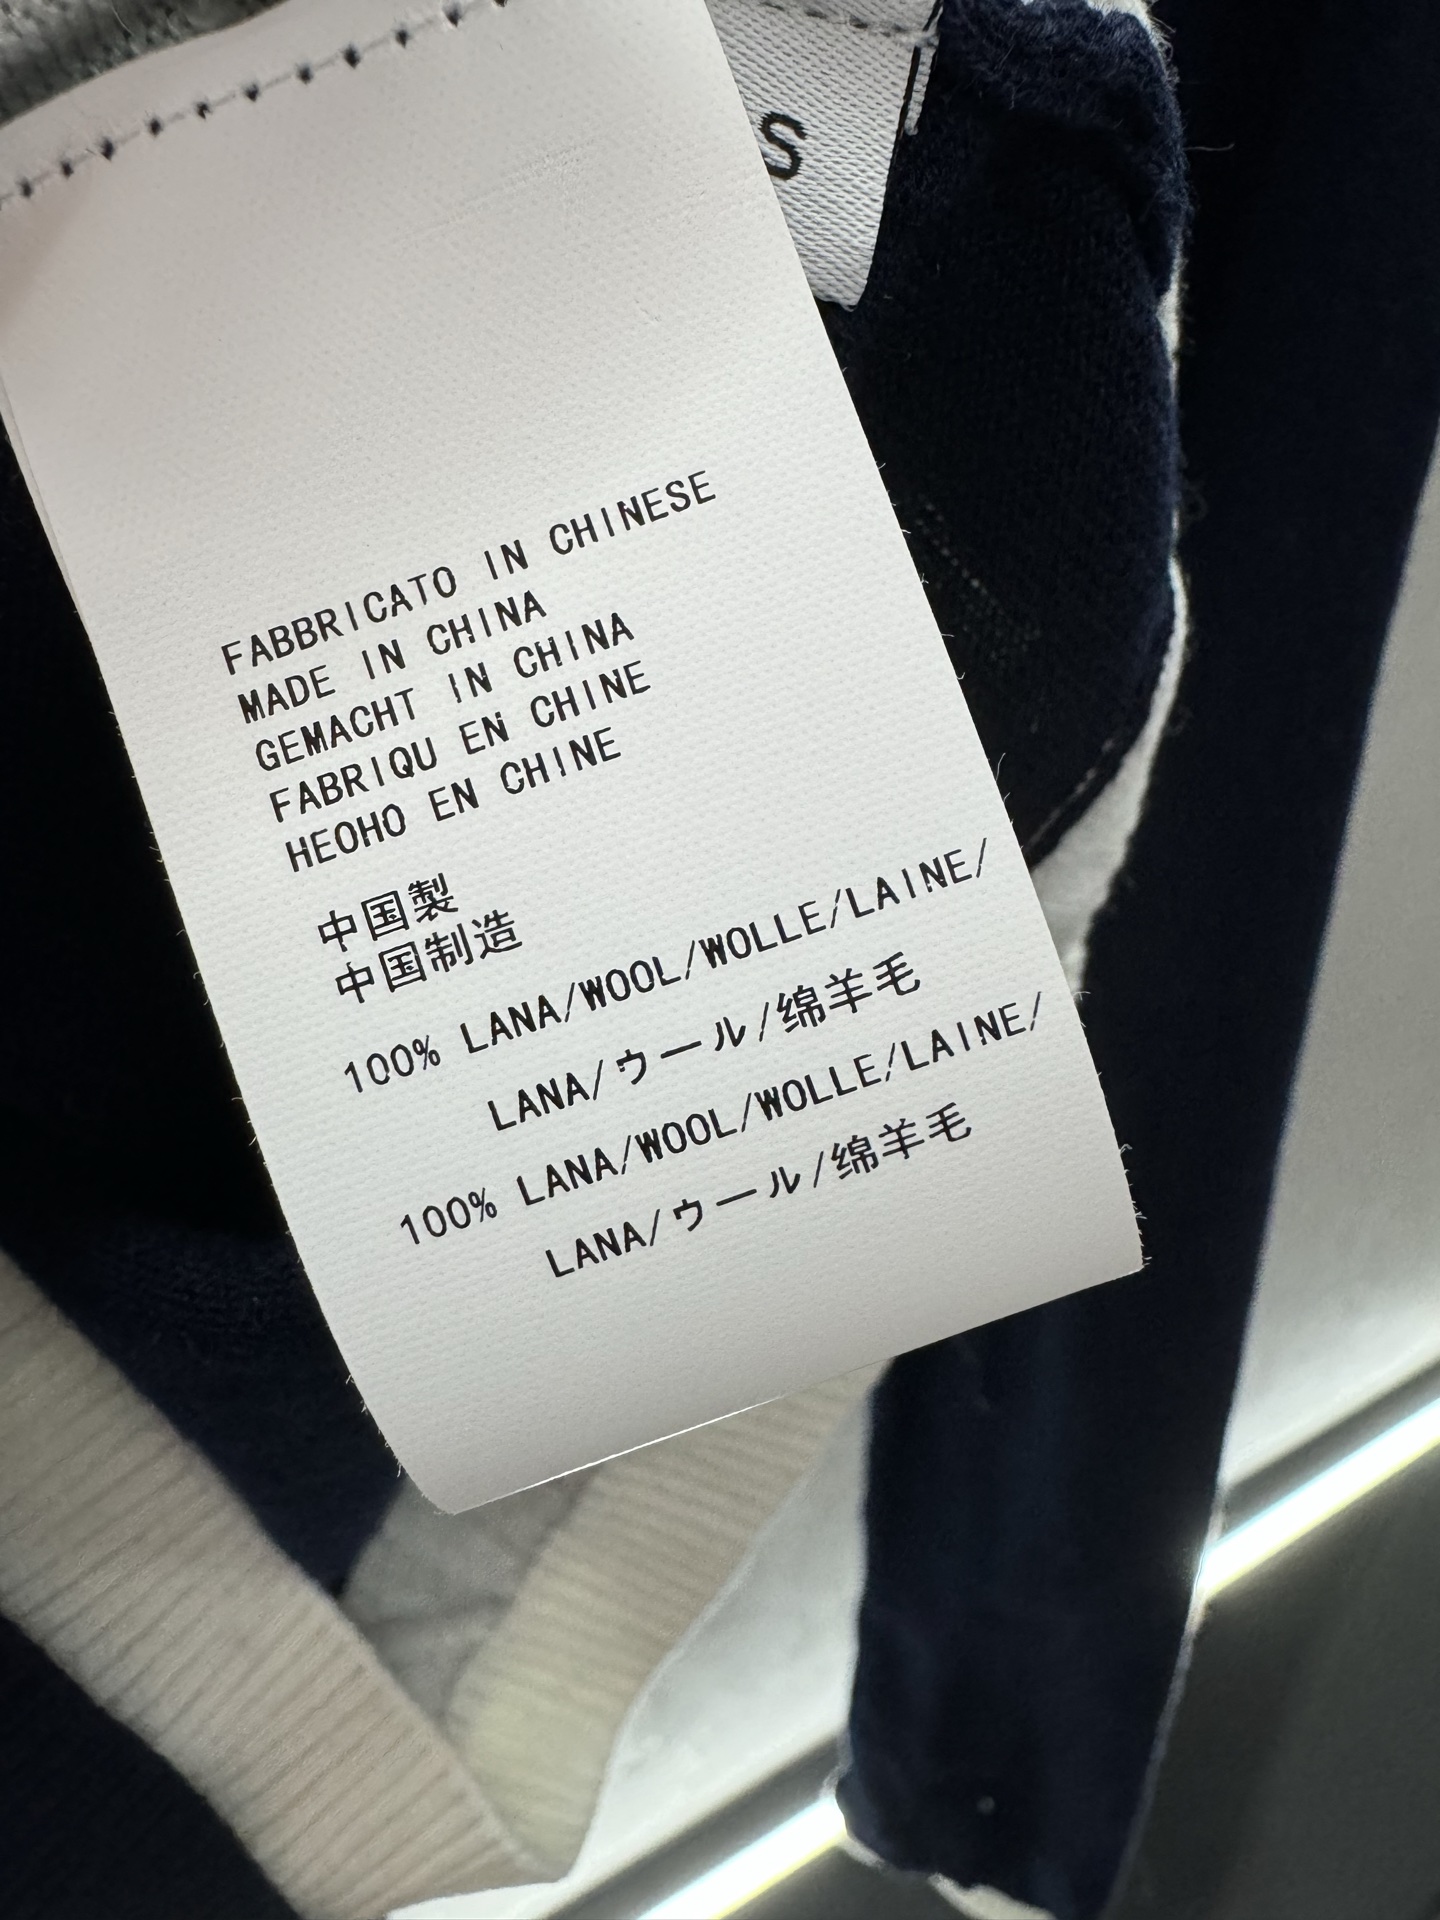 S
FABBRICATO IN CHINESE
MADE IN CHINA
GEMACHT IN CHINA
FABRIQU EN CHINE
HEOHO EN CHINE
中国製
中国制造
100% LANA/WOOL/WOLLE/LAINE/
LANA/ウール/绵羊毛
100% LANA/WOOL/WOLLE/LAINE/
LANA/ウール/绵羊毛